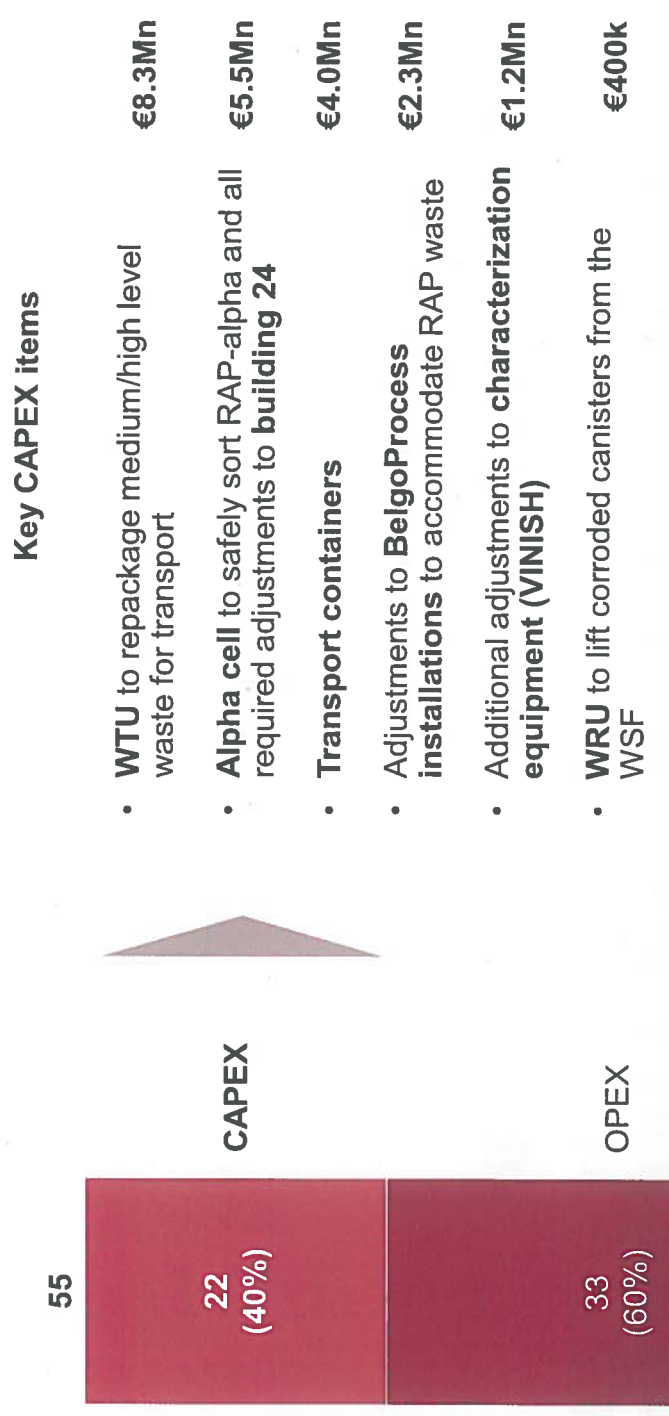 55
22
(40%)
33
(60%)
CAPEX
OPEX
Key CAPEX items
• WTU to repackage medium/high level
waste for transport
€8.3Mn
• Alpha cell to safely sort RAP-alpha and all
required adjustments to building 24
€5.5Mn
• Transport containers
€4.0Mn
• Adjustments to BelgoProcess
installations to accommodate RAP waste
€2.3Mn
• Additional adjustments to characterization
equipment (VINISH)
€1.2Mn
• WRU to lift corroded canisters from the
WSF
€400k